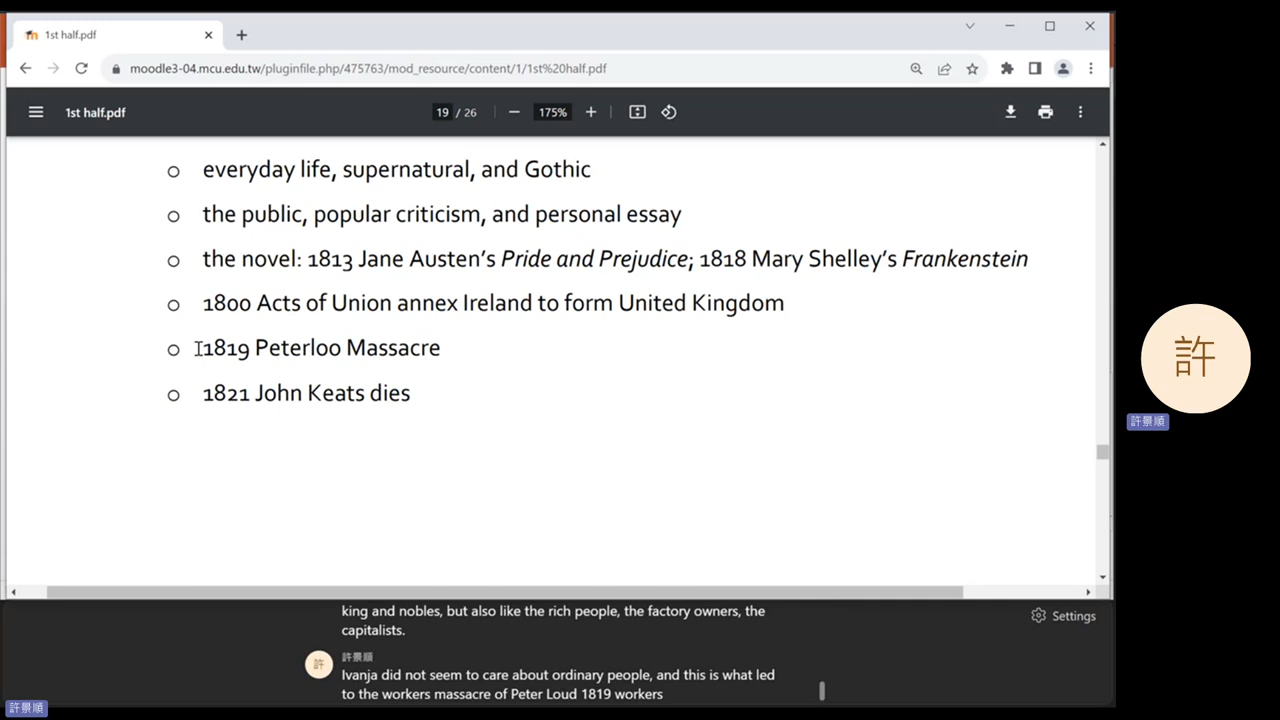 1st half.pdf
moodle3-04.mcu.edu.tw/pluginfile.php/475763/mod_resource/content/1/1st%20half.pdf
1st half.pdf
19 / 26
175%
everyday life, supernatural, and Gothic
the public, popular criticism, and personal essay
the novel: 1813 Jane Austen's Pride and Prejudice; 1818 Mary Shelley's Frankenstein
1800 Acts of Union annex Ireland to form United Kingdom
1819 Peterloo Massacre
1821 John Keats dies
許
許景順
king and nobles, but also like the rich people, the factory owners, the
capitalists.
Settings
許
許景順
Ivanja did not seem to care about ordinary people, and this is what led
to the workers massacre of Peter Loud 1819 workers
許景順